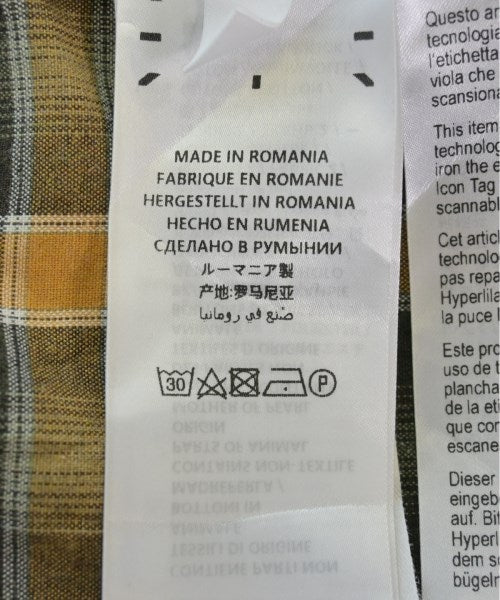 MADE IN ROMANIA
FABRIQUE EN ROMANIE
HERGESTELLT IN ROMANIA
HECHO EN RUMENIA
СДЕЛАНО В РУМЫНИИ
ルーマニア製
产地:罗马尼亚
صنع في رومانيا
30
P
Questo ar
tecnologia
l'etichetta
viola che
scansiona
This item
technolog
iron the e
Icon Tag
scannabl
Cet articl
technolo
pas repa
Hyperlila
la puce l
Este pro
uso de t
plancha
de la eti
que con
escane
Dieser
eingeb
auf. Bit
Hyperl
dem so
bügeln